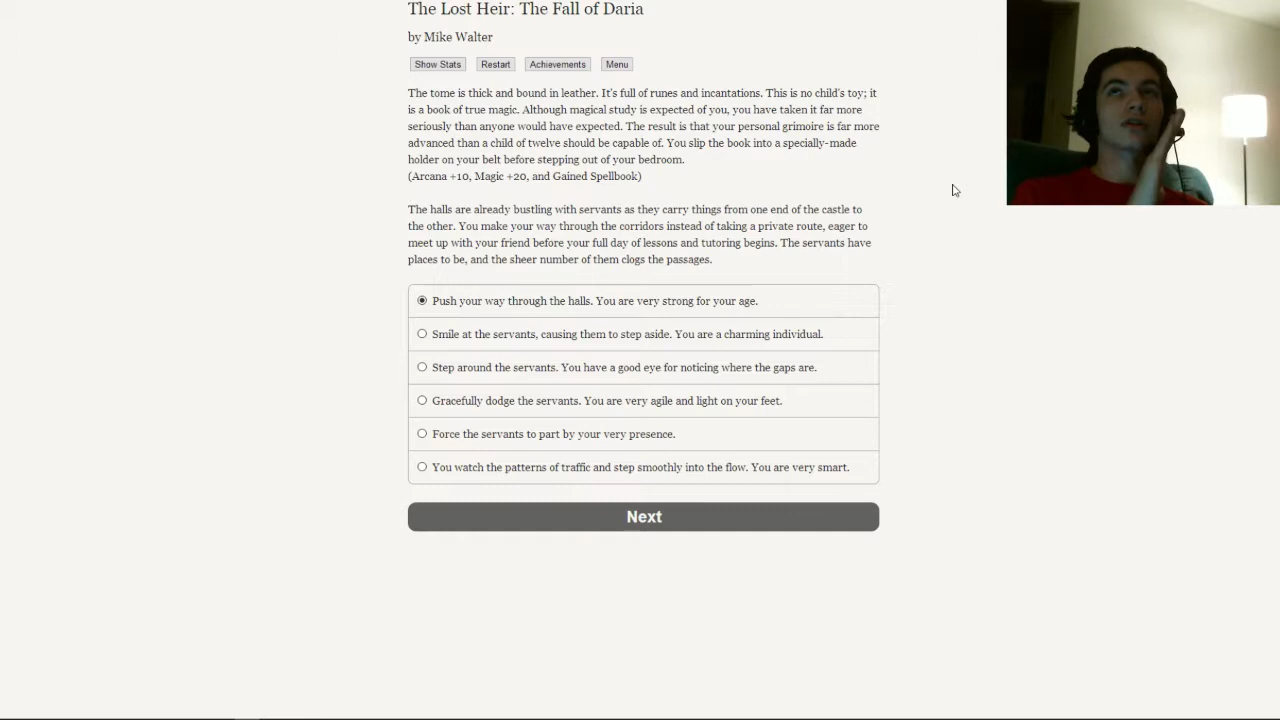 The Lost Heir: The Fall of Daria
by Mike Walter
Show Stats Restart Achievements Menu
The tome is thick and bound in leather. It's full of runes and incantations. This is no child's toy; it
is a book of true magic. Although magical study is expected of you, you have taken it far more
seriously than anyone would have expected. The result is that your personal grimoire is far more
advanced than a child of twelve should be capable of. You slip the book into a specially-made
holder on your belt before stepping out of your bedroom.
(Arcana +10, Magic +20, and Gained Spellbook)
The halls are already bustling with servants as they carry things from one end of the castle to
the other. You make your way through the corridors instead of taking a private route, eager to
meet up with your friend before your full day of lessons and tutoring begins. The servants have
places to be, and the sheer number of them clogs the passages.
Push your way through the halls. You are very strong for your age.
Smile at the servants, causing them to step aside. You are a charming individual.
Step around the servants. You have a good eye for noticing where the gaps are.
Gracefully dodge the servants. You are very agile and light on your feet.
Force the servants to part by your very presence.
You watch the patterns of traffic and step smoothly into the flow. You are very smart.
Next